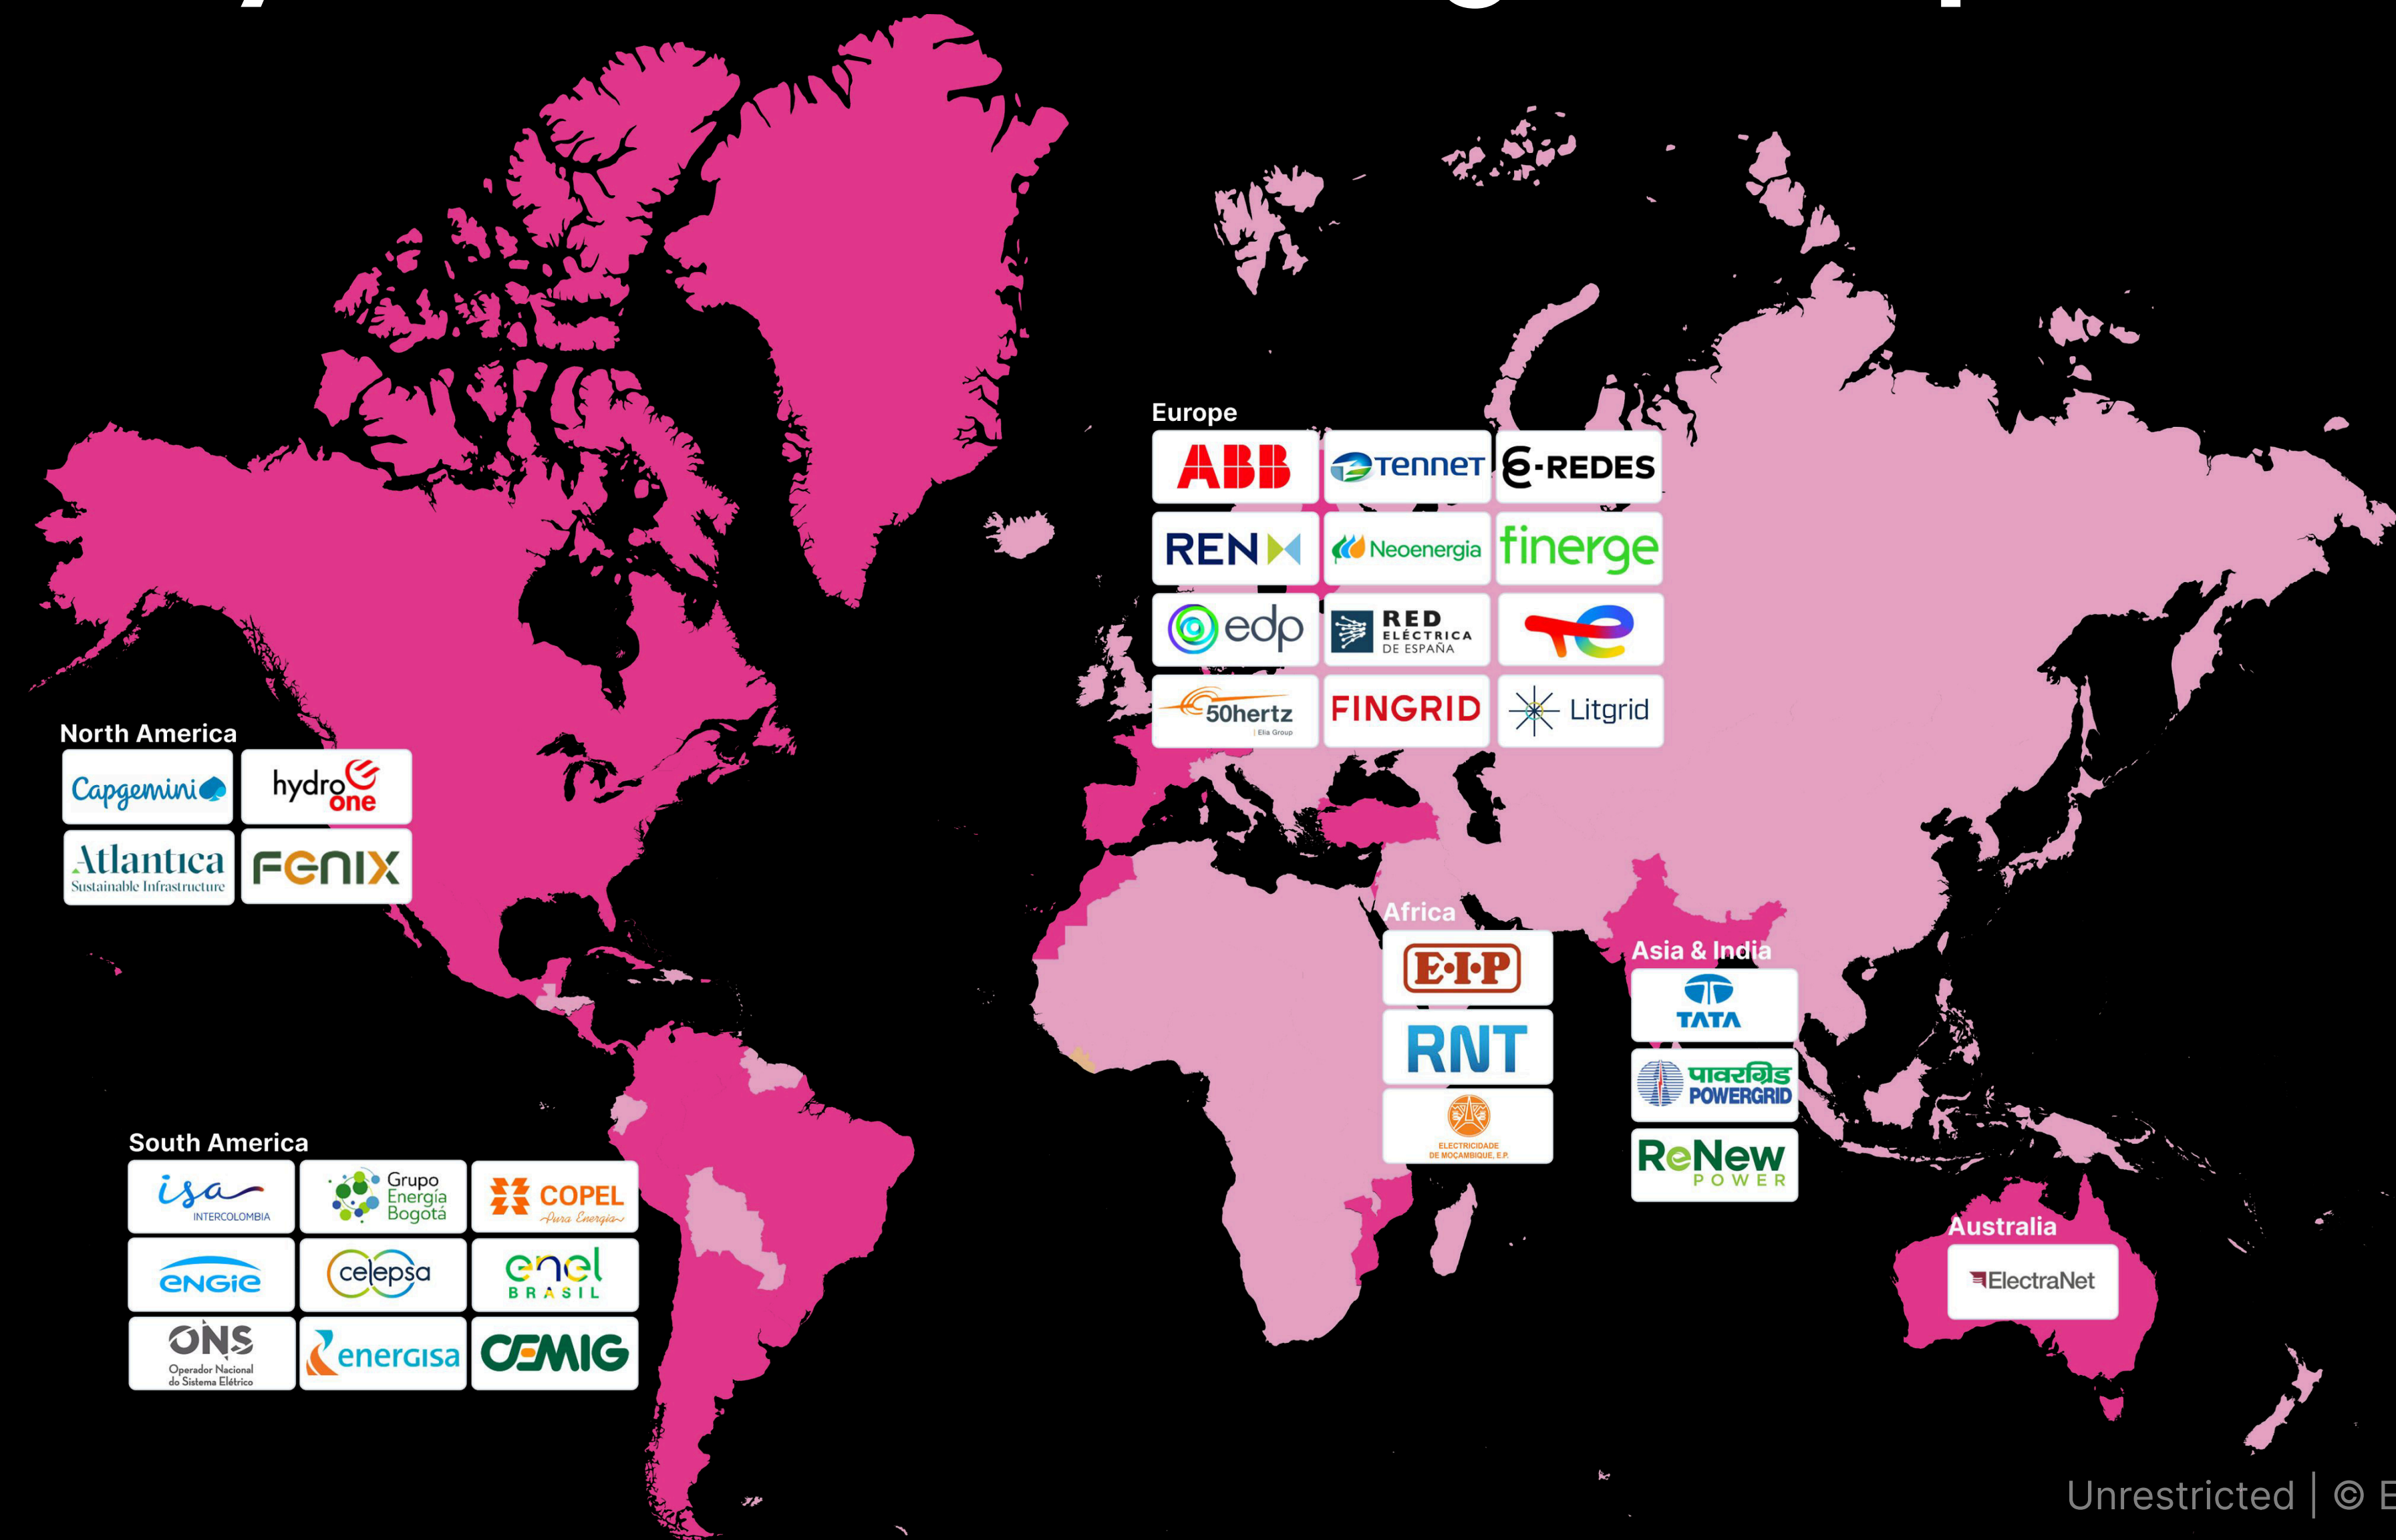 Europe
ABB
TenneT
E-REDES
REN
Neoenergia
finerge
edp
RED
ELÉCTRICA
DE ESPAÑA
50hertz
Elia Group
FINGRID
Litgrid
North America
Capgemini
hydro
one
Atlantica
Sustainable Infrastructure
FENIX
Africa
E·I·P
RNT
ELECTRICIDADE
DE MOÇAMBIQUE, E.P.
Asia & India
TATA
पावरग्रिड
POWERGRID
ReNew
POWER
South America
isa
INTERCOLOMBIA
Grupo
Energía
Bogotá
COPEL
Pura Energia
ENGIE
celepsa
enel
BRASIL
ONS
Operador Nacional
do Sistema Elétrico
energisa
CEMIG
Australia
ElectraNet
Unrestricted | © E